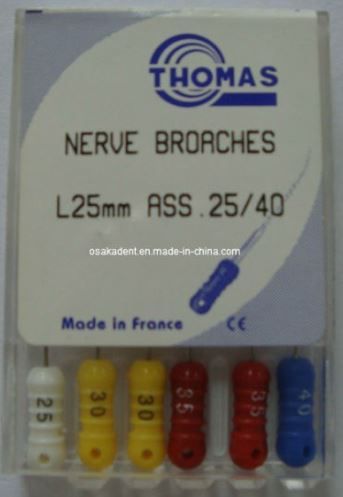 THOMAS
NERVE BROACHES
L25mm ASS.25/40
osakadent.en.made-in-china.com
Made in France CE
25 30 30 35 35 40